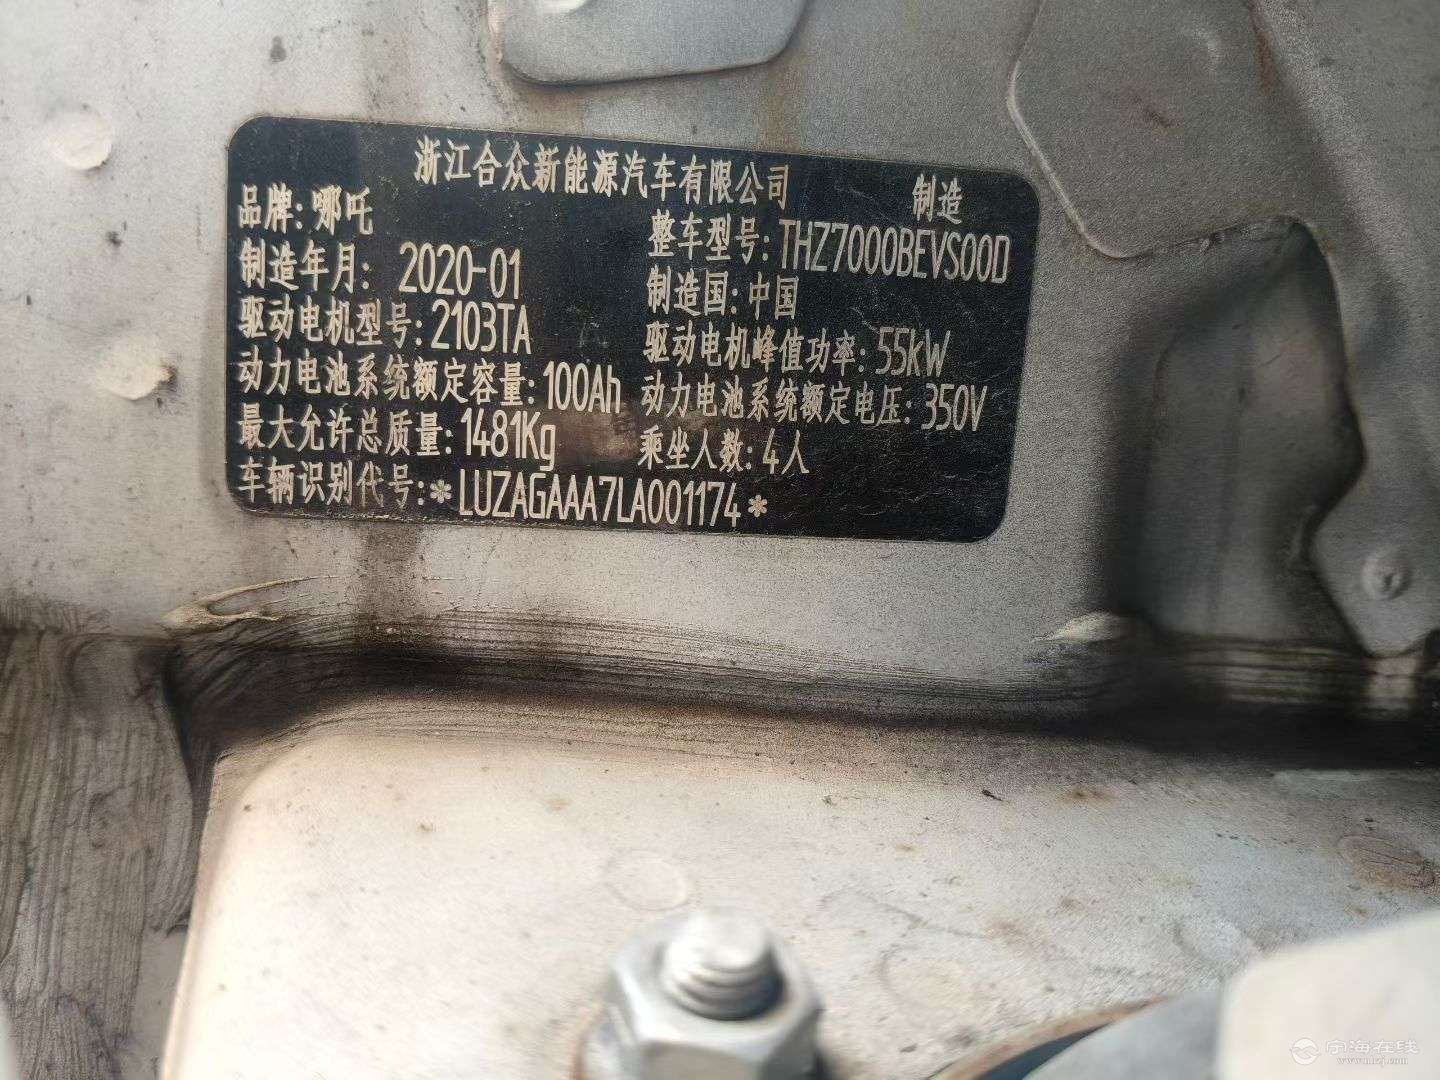 浙江合众新能源汽车有限公司 制造
品牌:哪吒 整车型号:THZ7000BEVS00D
制造年月: 2020-01 制造国:中国
驱动电机型号:2103TA 驱动电机峰值功率:55kW
动力电池系统额定容量:100Ah 动力电池系统额定电压:350V
最大允许总质量:1481Kg 乘坐人数:4人
车辆识别代号:*LUZAGAAA7LA001174*
宁海在线